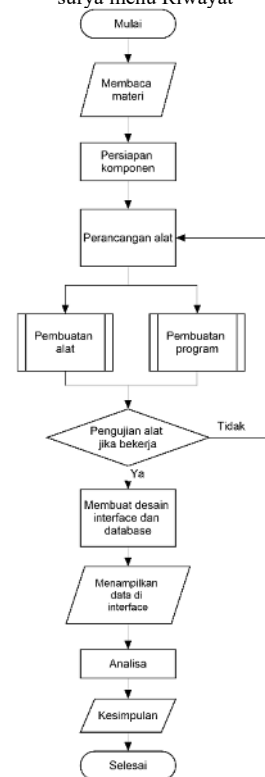 surya menu Riwayat
Mulai
Membaca
materi
Persiapan
komponen
Perancangan alat
Pembuatan
alat
Pembuatan
program
Pengujian alat
jika bekerja
Tidak
Ya
Membuat desain
interface dan
database
Menampilkan
data di
interface
Analisa
Kesimpulan
Selesai